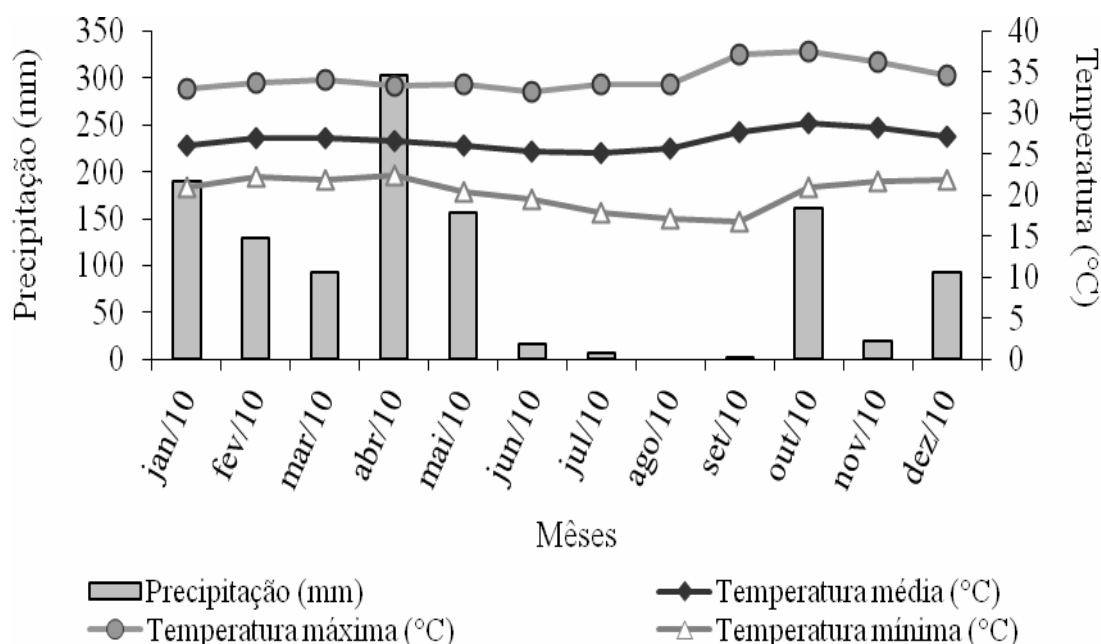 Precipitação (mm)
350
300
250
200
150
100
50
0
40
35
30
25
20
15
10
5
0
Temperatura (°C)
jan/10
fev/10
mar/10
abr/10
mai/10
jun/10
jul/10
ago/10
set/10
out/10
nov/10
dez/10
Mêses
Precipitação (mm)
Temperatura média (°C)
Temperatura máxima (°C)
Temperatura mínima (°C)